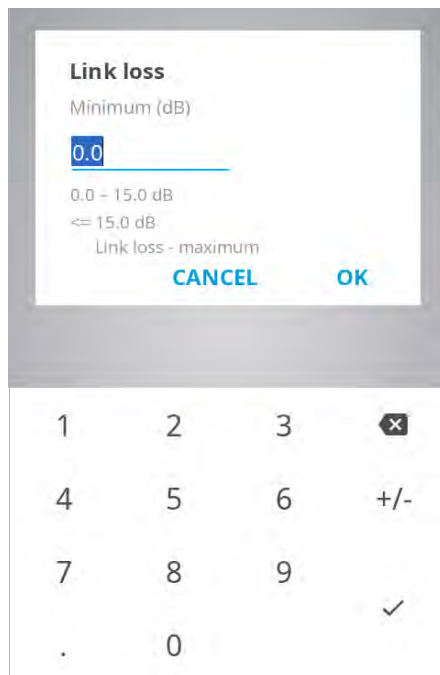 Link loss
Minimum (dB)
0.0
0.0 – 15.0 dB
<= 15.0 dB
Link loss - maximum
CANCEL OK
1 2 3
4 5 6 +/-
7 8 9
. 0